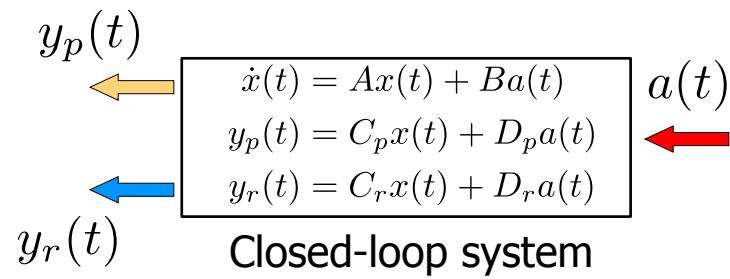 y_p(t)
ẋ(t) = Ax(t) + Ba(t)
a(t)
y_p(t) = C_p x(t) + D_p a(t)
y_r(t) = C_r x(t) + D_r a(t)
y_r(t)
Closed-loop system